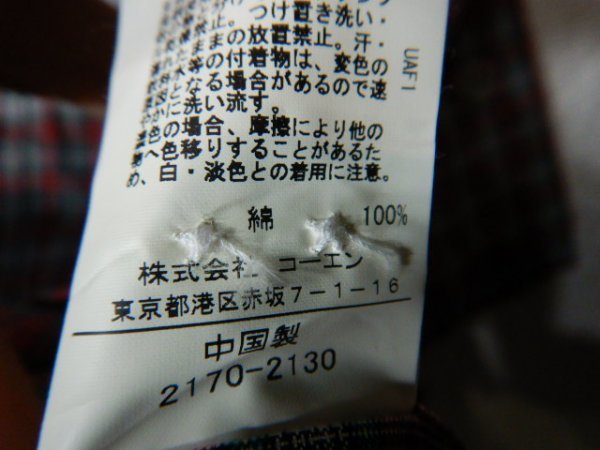 禁止。つけ置き洗い・
ままの放置禁止。汗・
水等の付着物は、変色の
となる場合があるので速
かに洗い流す。
色の場合、摩擦により他の
へ色移りすることがあるた
め、白・淡色との着用に注意。
UAF1
綿 100%
株式会社 コーエン
東京都港区赤坂7-1-16
中国製
2170-2130